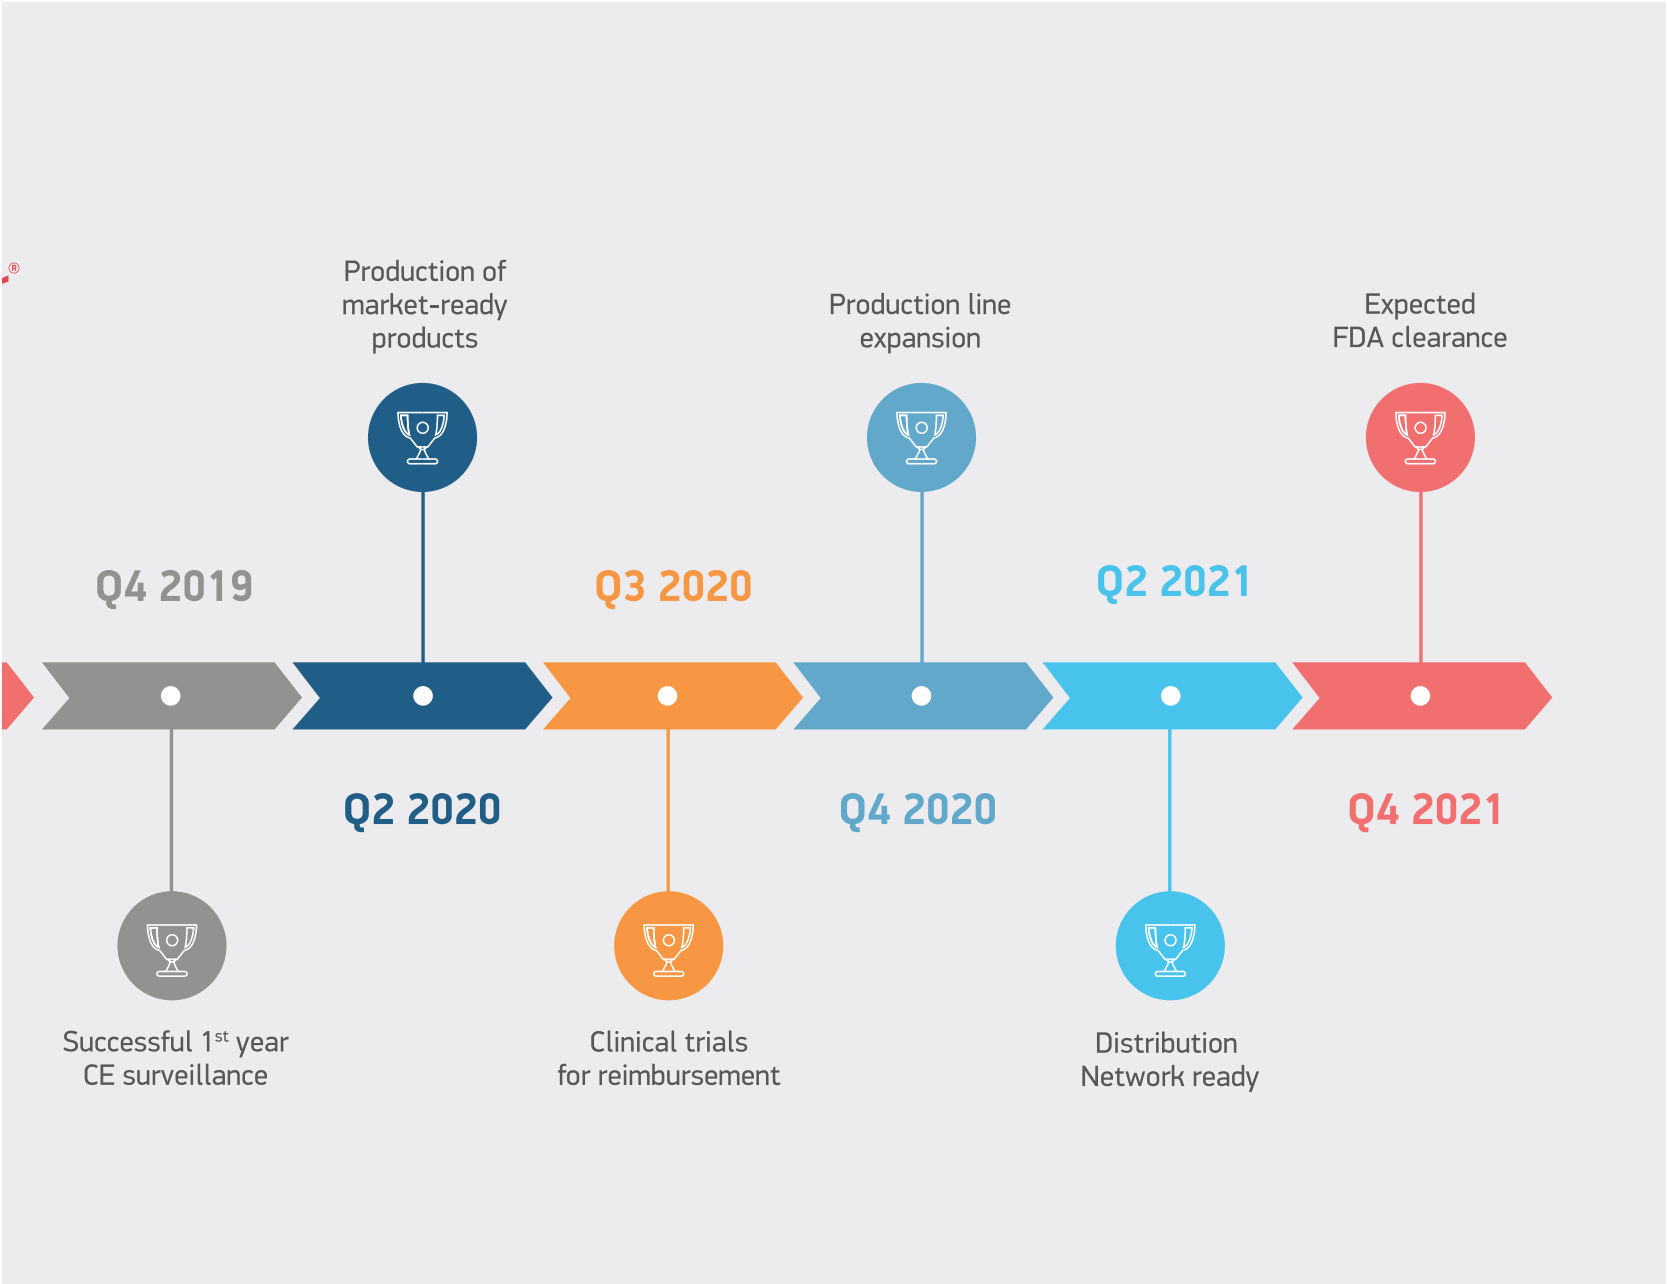 ®
Production of
market-ready
products
Production line
expansion
Expected
FDA clearance
Q4 2019
Q3 2020
Q2 2021
Q2 2020
Q4 2020
Q4 2021
Successful 1st year
CE surveillance
Clinical trials
for reimbursement
Distribution
Network ready